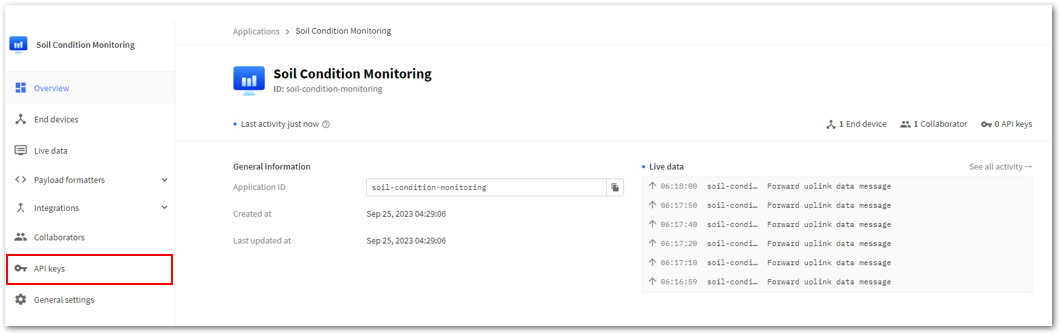 Soil Condition Monitoring
Overview
End devices
Live data
Payload formatters
Integrations
Collaborators
API keys
General settings
Applications > Soil Condition Monitoring
Soil Condition Monitoring
ID: soil-condition-monitoring
Last activity just now
1 End device 1 Collaborator 0 API keys
General information
Application ID soil-condition-monitoring
Created at Sep 25, 2023 04:29:06
Last updated at Sep 25, 2023 04:29:06
Live data See all activity →
↑ 06:18:00 soil-condi… Forward uplink data message
↑ 06:17:50 soil-condi… Forward uplink data message
↑ 06:17:40 soil-condi… Forward uplink data message
↑ 06:17:20 soil-condi… Forward uplink data message
↑ 06:17:10 soil-condi… Forward uplink data message
↑ 06:16:59 soil-condi… Forward uplink data message